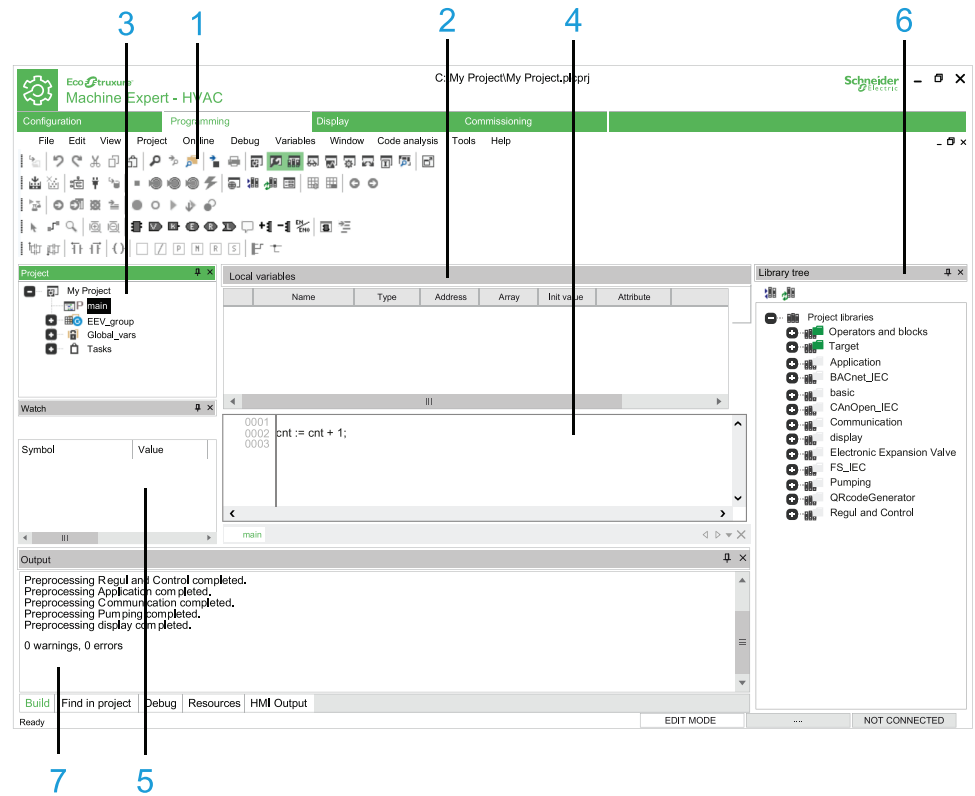 3 1 2 4 6
EcoStruxure
C:\My Project\My Project.plcprj
Schneider
Electric
Machine Expert - HVAC
Configuration Programming Display Commissioning
File Edit View Project Online Debug Variables Window Code analysis Tools Help
EN/
ENO
P N R S
Project
My Project
P main
EEV_group
Global_vars
Tasks
Local variables
Name Type Address Array Init value Attribute
Library tree
Project libraries
Operators and blocks
Target
Application
BACnet_IEC
basic
CAnOpen_IEC
Communication
display
Electronic Expansion Valve
FS_IEC
Pumping
QRcodeGenerator
Regul and Control
Watch
Symbol Value
0001
0002 cnt := cnt + 1;
0003
main
Output
Preprocessing Regul and Control completed.
Preprocessing Application completed.
Preprocessing Communication completed.
Preprocessing Pumping completed.
Preprocessing display completed.
0 warnings, 0 errors
Build Find in project Debug Resources HMI Output
Ready EDIT MODE .... NOT CONNECTED
7 5